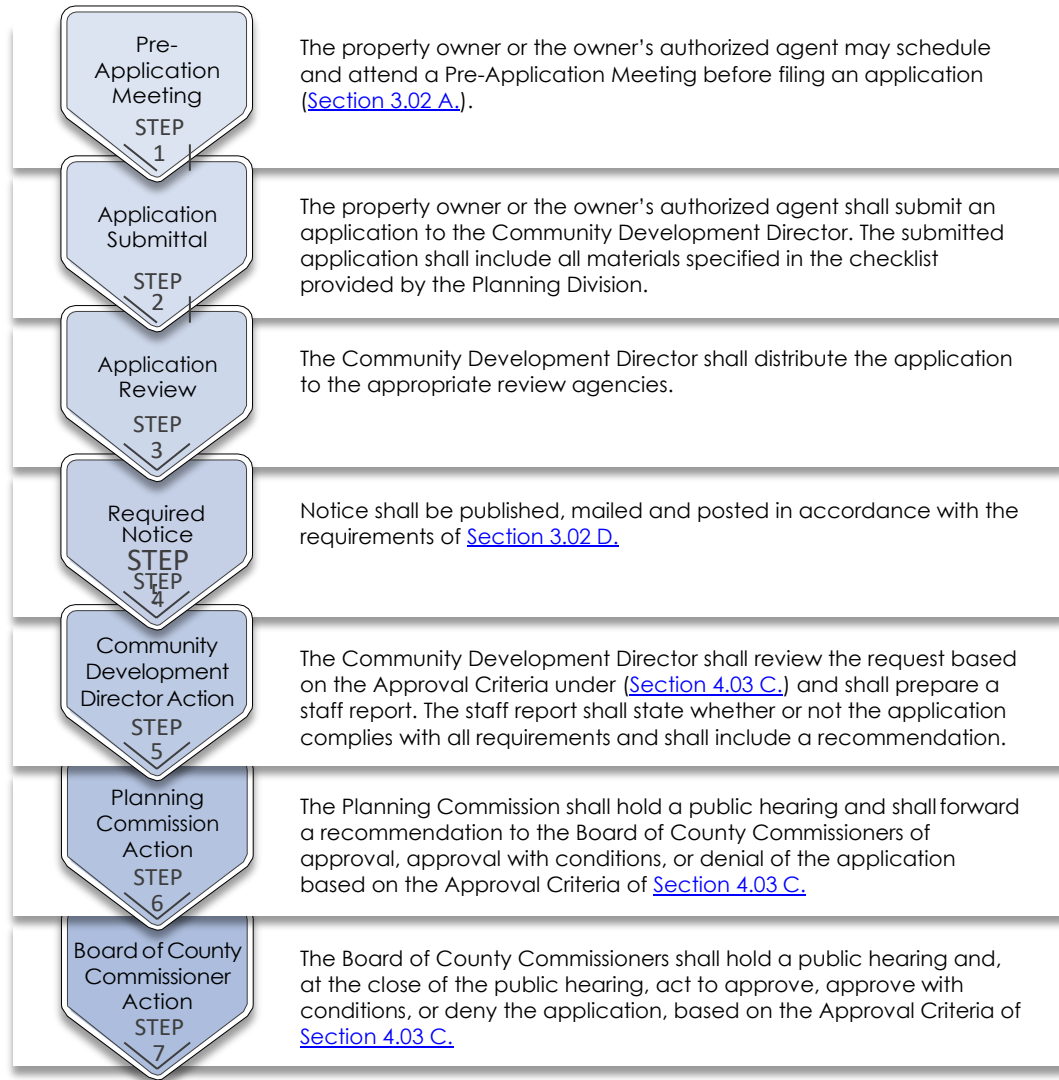 Pre-
Application
Meeting
STEP
1
The property owner or the owner’s authorized agent may schedule
and attend a Pre-Application Meeting before filing an application
(Section 3.02 A.).
Application
Submittal
STEP
2
The property owner or the owner’s authorized agent shall submit an
application to the Community Development Director. The submitted
application shall include all materials specified in the checklist
provided by the Planning Division.
Application
Review
STEP
3
The Community Development Director shall distribute the application
to the appropriate review agencies.
Required
Notice
STEP
STEP
4
Notice shall be published, mailed and posted in accordance with the
requirements of Section 3.02 D.
Community
Development
Director Action
STEP
5
The Community Development Director shall review the request based
on the Approval Criteria under (Section 4.03 C.) and shall prepare a
staff report. The staff report shall state whether or not the application
complies with all requirements and shall include a recommendation.
Planning
Commission
Action
STEP
6
The Planning Commission shall hold a public hearing and shall forward
a recommendation to the Board of County Commissioners of
approval, approval with conditions, or denial of the application
based on the Approval Criteria of Section 4.03 C.
Board of County
Commissioner
Action
STEP
7
The Board of County Commissioners shall hold a public hearing and,
at the close of the public hearing, act to approve, approve with
conditions, or deny the application, based on the Approval Criteria of
Section 4.03 C.